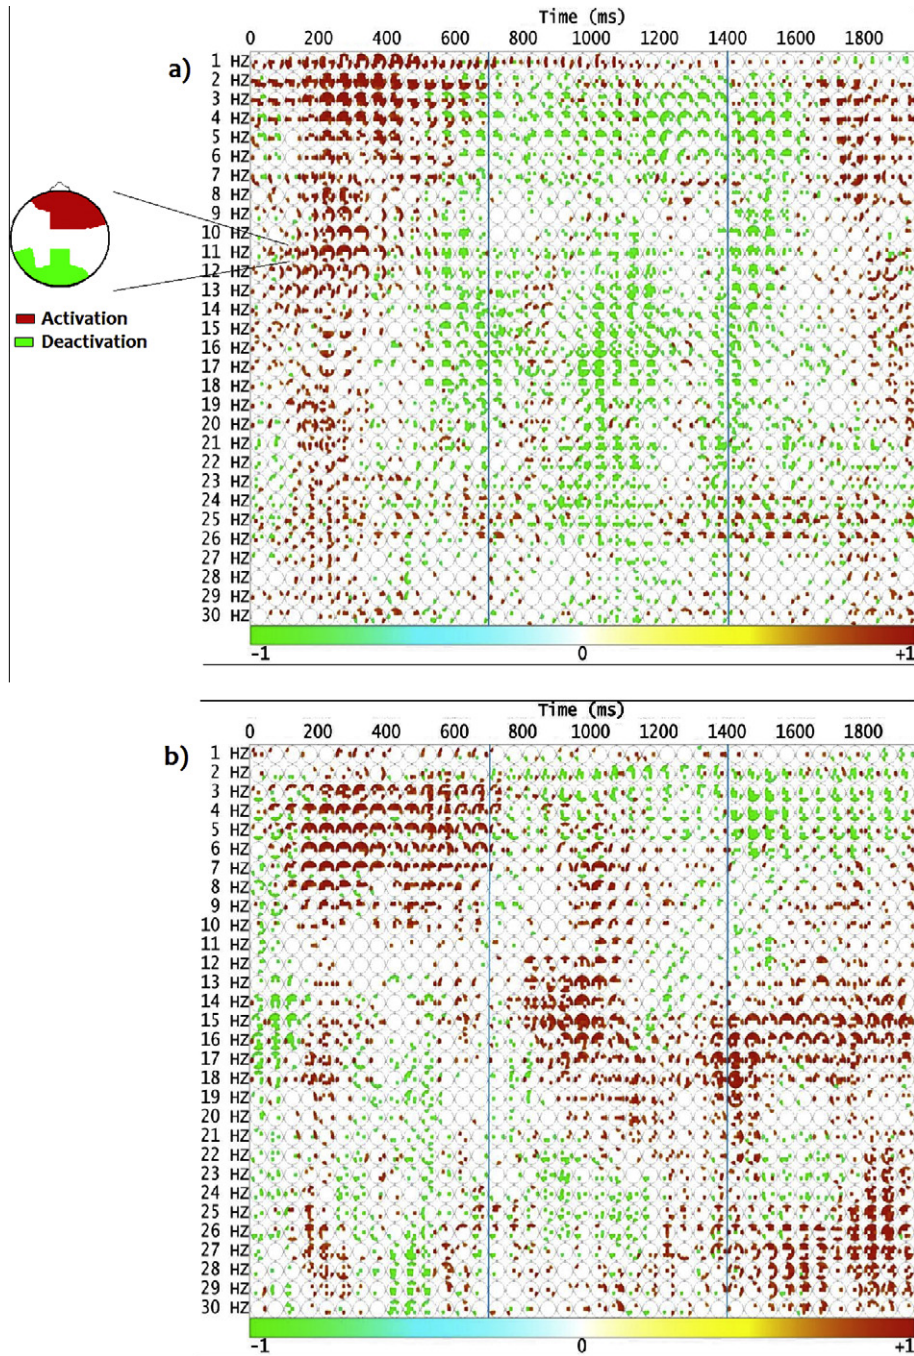 Time (ms)
0 200 400 600 800 1000 1200 1400 1600 1800
a)
1 HZ
2 HZ
3 HZ
4 HZ
5 HZ
6 HZ
7 HZ
8 HZ
9 HZ
10 HZ
11 HZ
12 HZ
13 HZ
14 HZ
15 HZ
16 HZ
17 HZ
18 HZ
19 HZ
20 HZ
21 HZ
22 HZ
23 HZ
24 HZ
25 HZ
26 HZ
27 HZ
28 HZ
29 HZ
30 HZ
Activation
Deactivation
-1 0 +1
Time (ms)
0 200 400 600 800 1000 1200 1400 1600 1800
b)
1 HZ
2 HZ
3 HZ
4 HZ
5 HZ
6 HZ
7 HZ
8 HZ
9 HZ
10 HZ
11 HZ
12 HZ
13 HZ
14 HZ
15 HZ
16 HZ
17 HZ
18 HZ
19 HZ
20 HZ
21 HZ
22 HZ
23 HZ
24 HZ
25 HZ
26 HZ
27 HZ
28 HZ
29 HZ
30 HZ
-1 0 +1